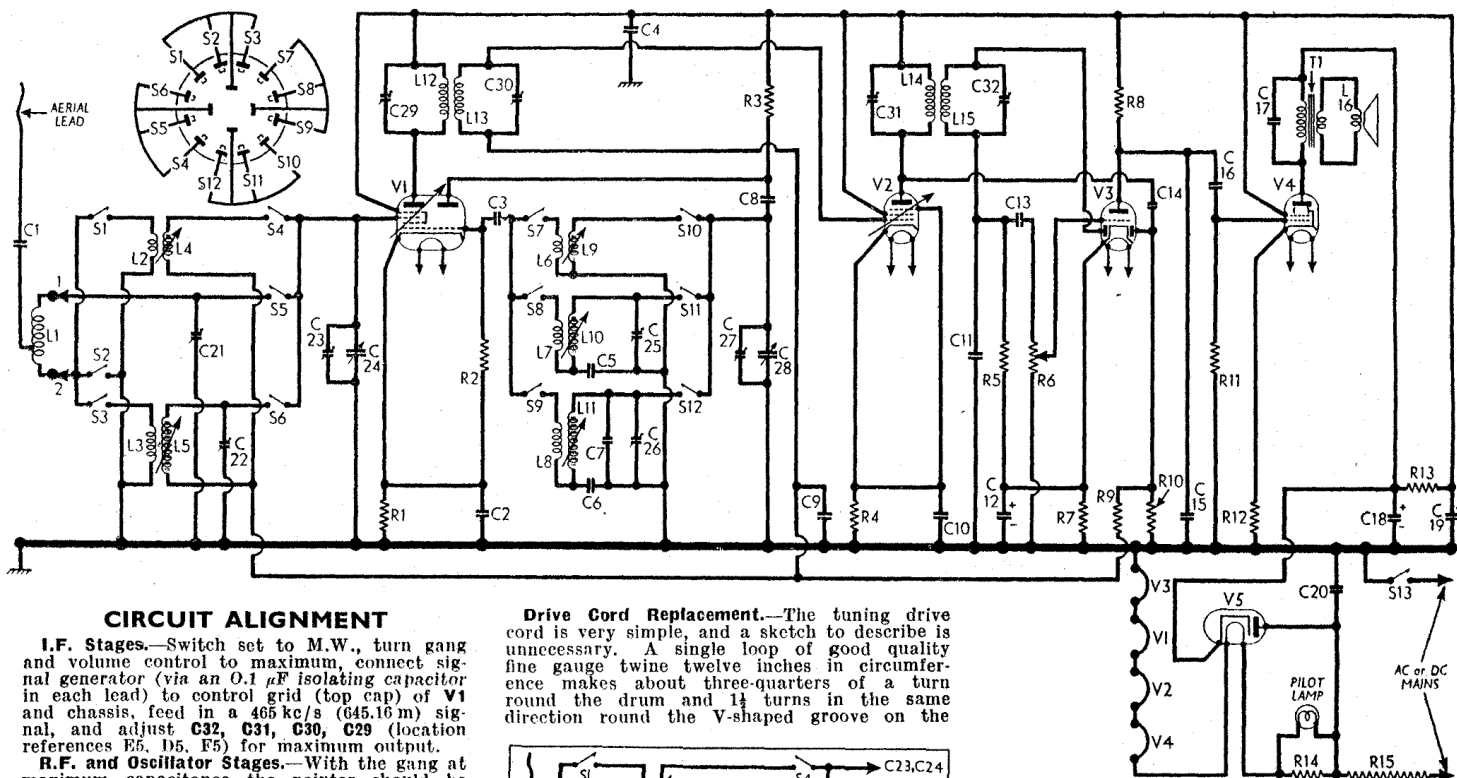 S1
S2
S3
S7
S6
S8
S5
S9
S4
S10
S12
S11
AERIAL
LEAD
C1
L1
1
2
S1
S2
S3
L2
L4
L3
L5
C21
C
22
S4
S5
S6
C
23
C
24
L12
C29
L13
C30
V1
R1
R2
C2
C3
C4
R3
C8
S7
S8
S9
L6
L9
L7
L10
C5
C
25
L8
L11
C6
C7
C
26
S10
S11
S12
C
27
C
28
C9
L14
C31
L15
C32
V2
R4
C10
C11
C13
R5
R6
C
12
+
−
V3
C14
R7
R9
R10
R8
C
15
C
16
R11
V4
R12
C
17
T1
L
16
R13
C18
+
−
C
19
V3
V1
V2
V4
V5
C20
S13
AC or DC
MAINS
PILOT
LAMP
R14
R15
CIRCUIT ALIGNMENT
I.F. Stages.—Switch set to M.W., turn gang
and volume control to maximum, connect sig-
nal generator (via an 0.1 μF isolating capacitor
in each lead) to control grid (top cap) of V1
and chassis, feed in a 465 kc/s (645.16 m) sig-
nal, and adjust C32, C31, C30, C29 (location
references E5, D5, F5) for maximum output.
R.F. and Oscillator Stages.—With the gang at
maximum capacitance the pointer should be
Drive Cord Replacement.—The tuning drive
cord is very simple, and a sketch to describe is
unnecessary. A single loop of good quality
fine gauge twine twelve inches in circumfer-
ence makes about three-quarters of a turn
round the drum and 1½ turns in the same
direction round the V-shaped groove on the
S1
S4
C23,C24